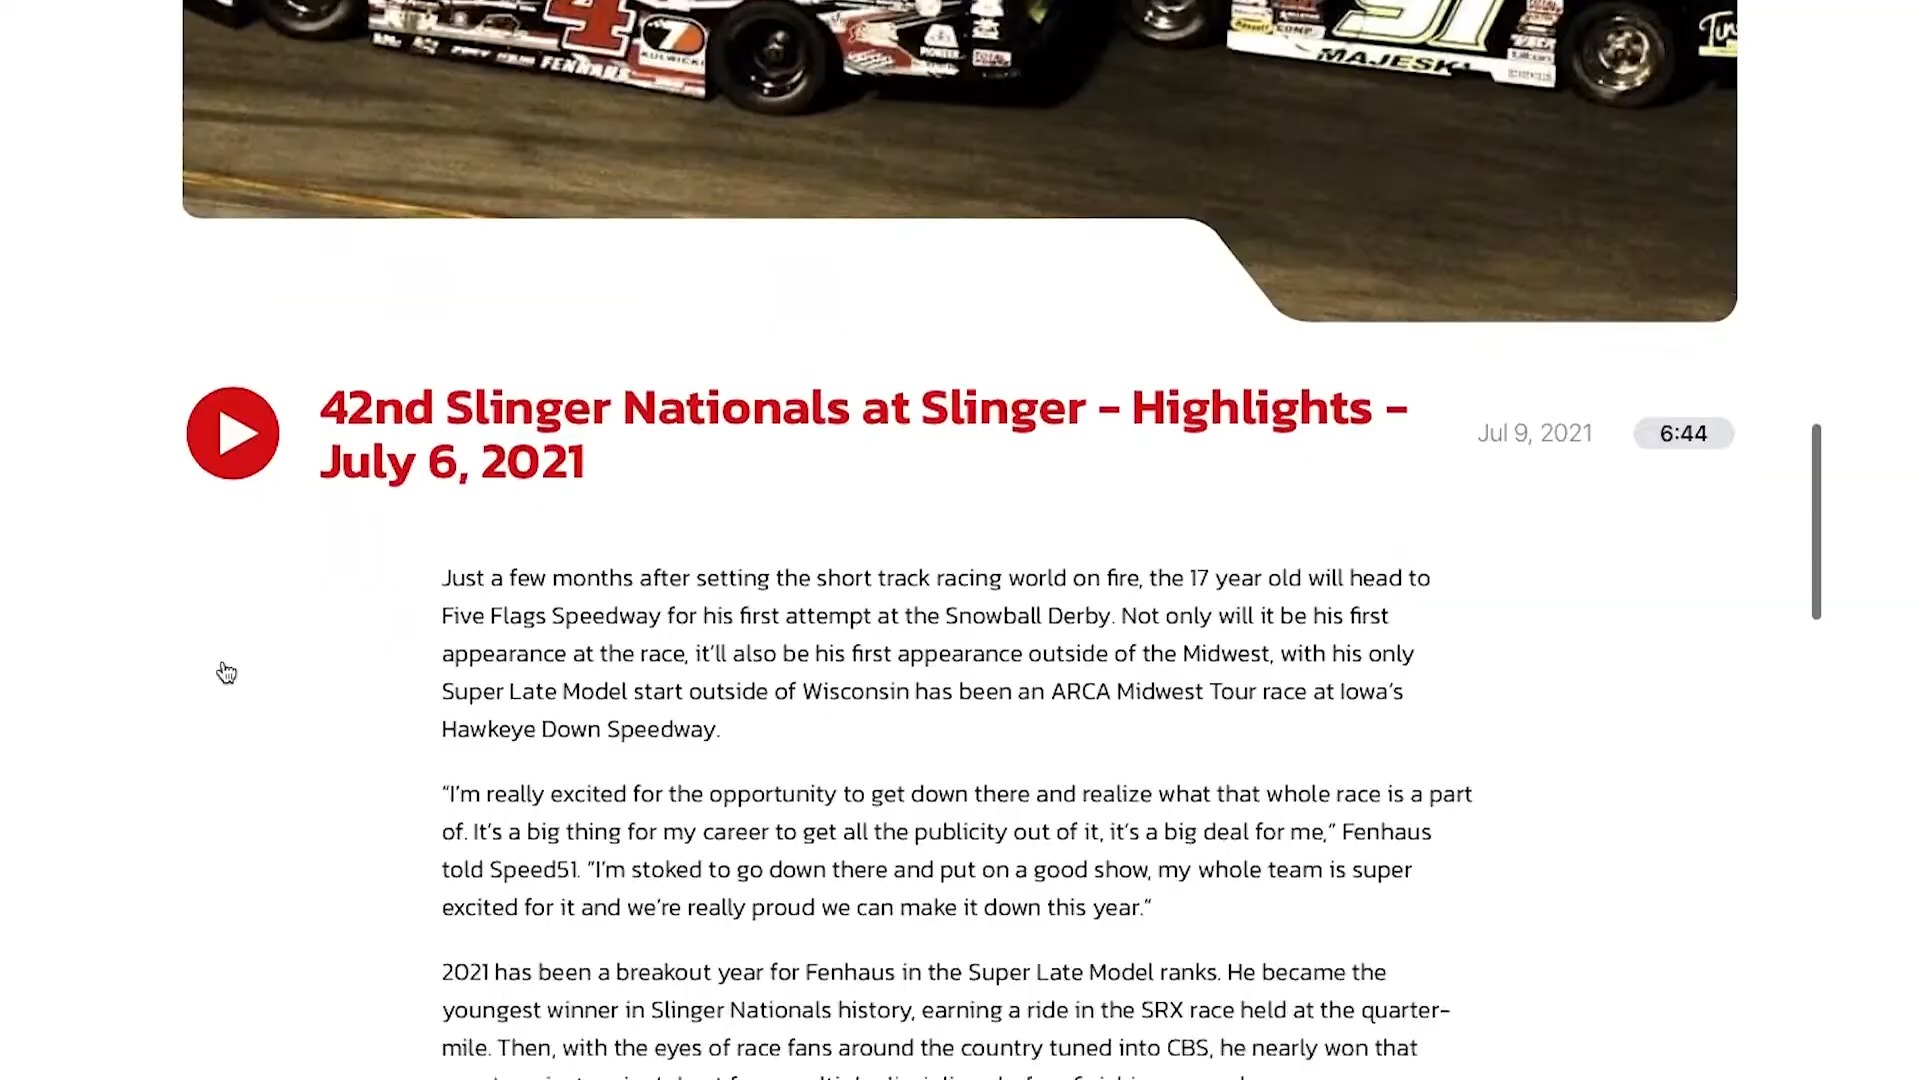 4
7
KULWICKI
FENHAUS
91
MAJESKI
42nd Slinger Nationals at Slinger – Highlights –
July 6, 2021
Jul 9, 2021
6:44
Just a few months after setting the short track racing world on fire, the 17 year old will head to
Five Flags Speedway for his first attempt at the Snowball Derby. Not only will it be his first
appearance at the race, it’ll also be his first appearance outside of the Midwest, with his only
Super Late Model start outside of Wisconsin has been an ARCA Midwest Tour race at Iowa’s
Hawkeye Down Speedway.
“I’m really excited for the opportunity to get down there and realize what that whole race is a part
of. It’s a big thing for my career to get all the publicity out of it, it’s a big deal for me,” Fenhaus
told Speed51. “I’m stoked to go down there and put on a good show, my whole team is super
excited for it and we’re really proud we can make it down this year.”
2021 has been a breakout year for Fenhaus in the Super Late Model ranks. He became the
youngest winner in Slinger Nationals history, earning a ride in the SRX race held at the quarter-
mile. Then, with the eyes of race fans around the country tuned into CBS, he nearly won that